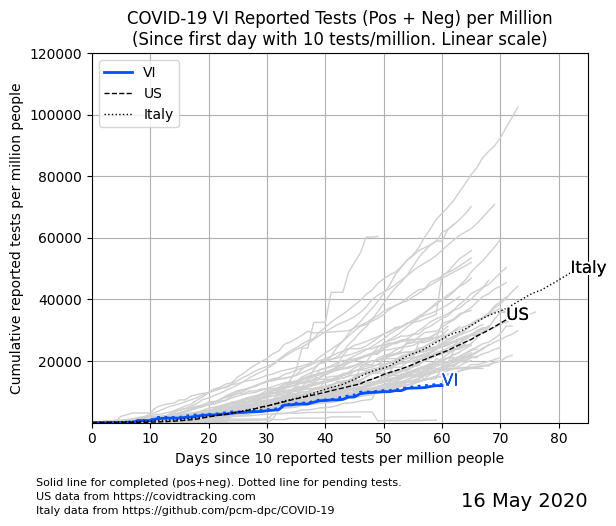 COVID-19 VI Reported Tests (Pos + Neg) per Million
(Since first day with 10 tests/million. Linear scale)
Cumulative reported tests per million people
120000
100000
80000
60000
40000
20000
VI
US
Italy
Italy
US
VI
0 10 20 30 40 50 60 70 80
Days since 10 reported tests per million people
Solid line for completed (pos+neg). Dotted line for pending tests.
US data from https://covidtracking.com
Italy data from https://github.com/pcm-dpc/COVID-19
16 May 2020